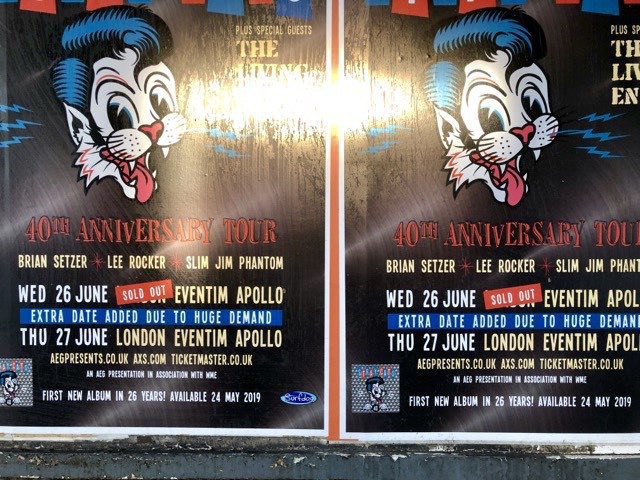 PLUS SPECIAL GUESTS
THE
LIVING
40TH ANNIVERSARY TOUR
BRIAN SETZER * LEE ROCKER * SLIM JIM PHANTOM
WED 26 JUNE SOLD OUT EVENTIM APOLLO
EXTRA DATE ADDED DUE TO HUGE DEMAND
THU 27 JUNE LONDON EVENTIM APOLLO
AEGPRESENTS.CO.UK AXS.COM TICKETMASTER.CO.UK
AN AEG PRESENTATION IN ASSOCIATION WITH WME
FIRST NEW ALBUM IN 26 YEARS! AVAILABLE 24 MAY 2019
Surfdog
PLUS SP
TH
LIV
EN
40TH ANNIVERSARY TOU
BRIAN SETZER * LEE ROCKER * SLIM JIM PHANT
WED 26 JUNE SOLD OUT EVENTIM APO
EXTRA DATE ADDED DUE TO HUGE DEMAN
THU 27 JUNE LONDON EVENTIM APOL
AEGPRESENTS.CO.UK AXS.COM TICKETMASTER.CO.UK
AN AEG PRESENTATION IN ASSOCIATION WITH WME
FIRST NEW ALBUM IN 26 YEARS! AVAILABLE 24 MAY 2019